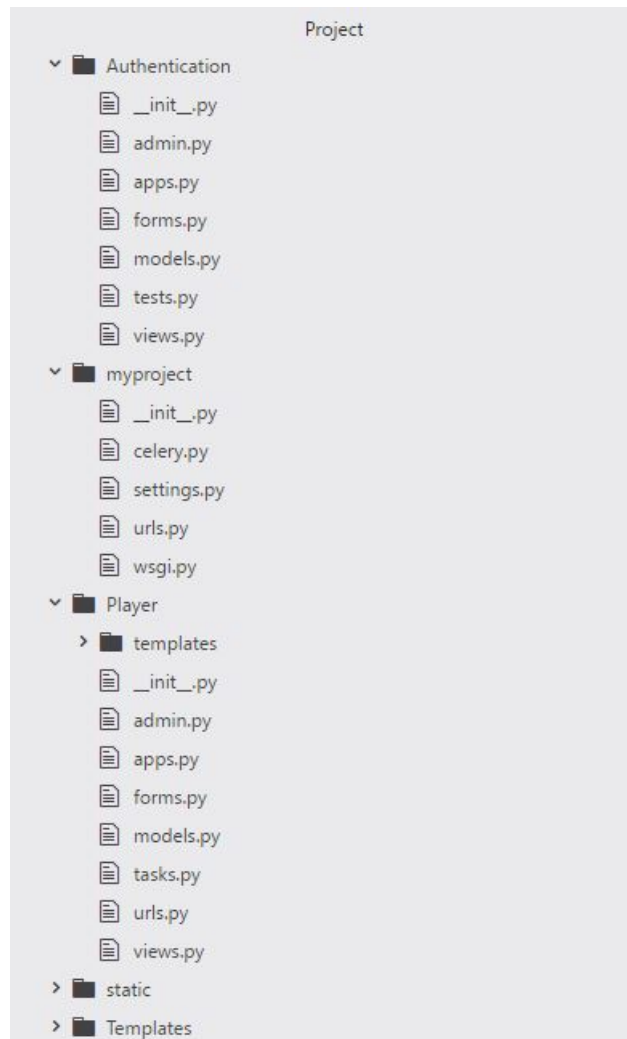 Project
Authentication
__init__.py
admin.py
apps.py
forms.py
models.py
tests.py
views.py
myproject
__init__.py
celery.py
settings.py
urls.py
wsgi.py
Player
templates
__init__.py
admin.py
apps.py
forms.py
models.py
tasks.py
urls.py
views.py
static
Templates